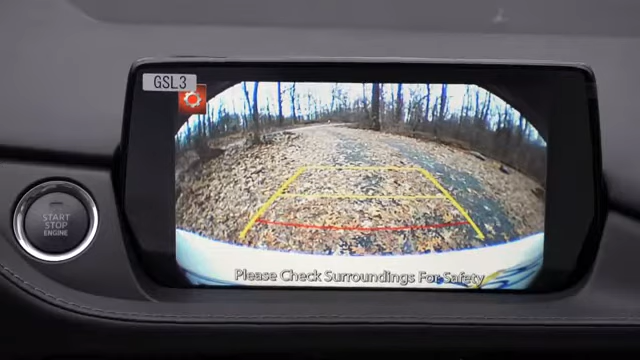 GSL3
START
STOP
ENGINE
Please Check Surroundings For Safety